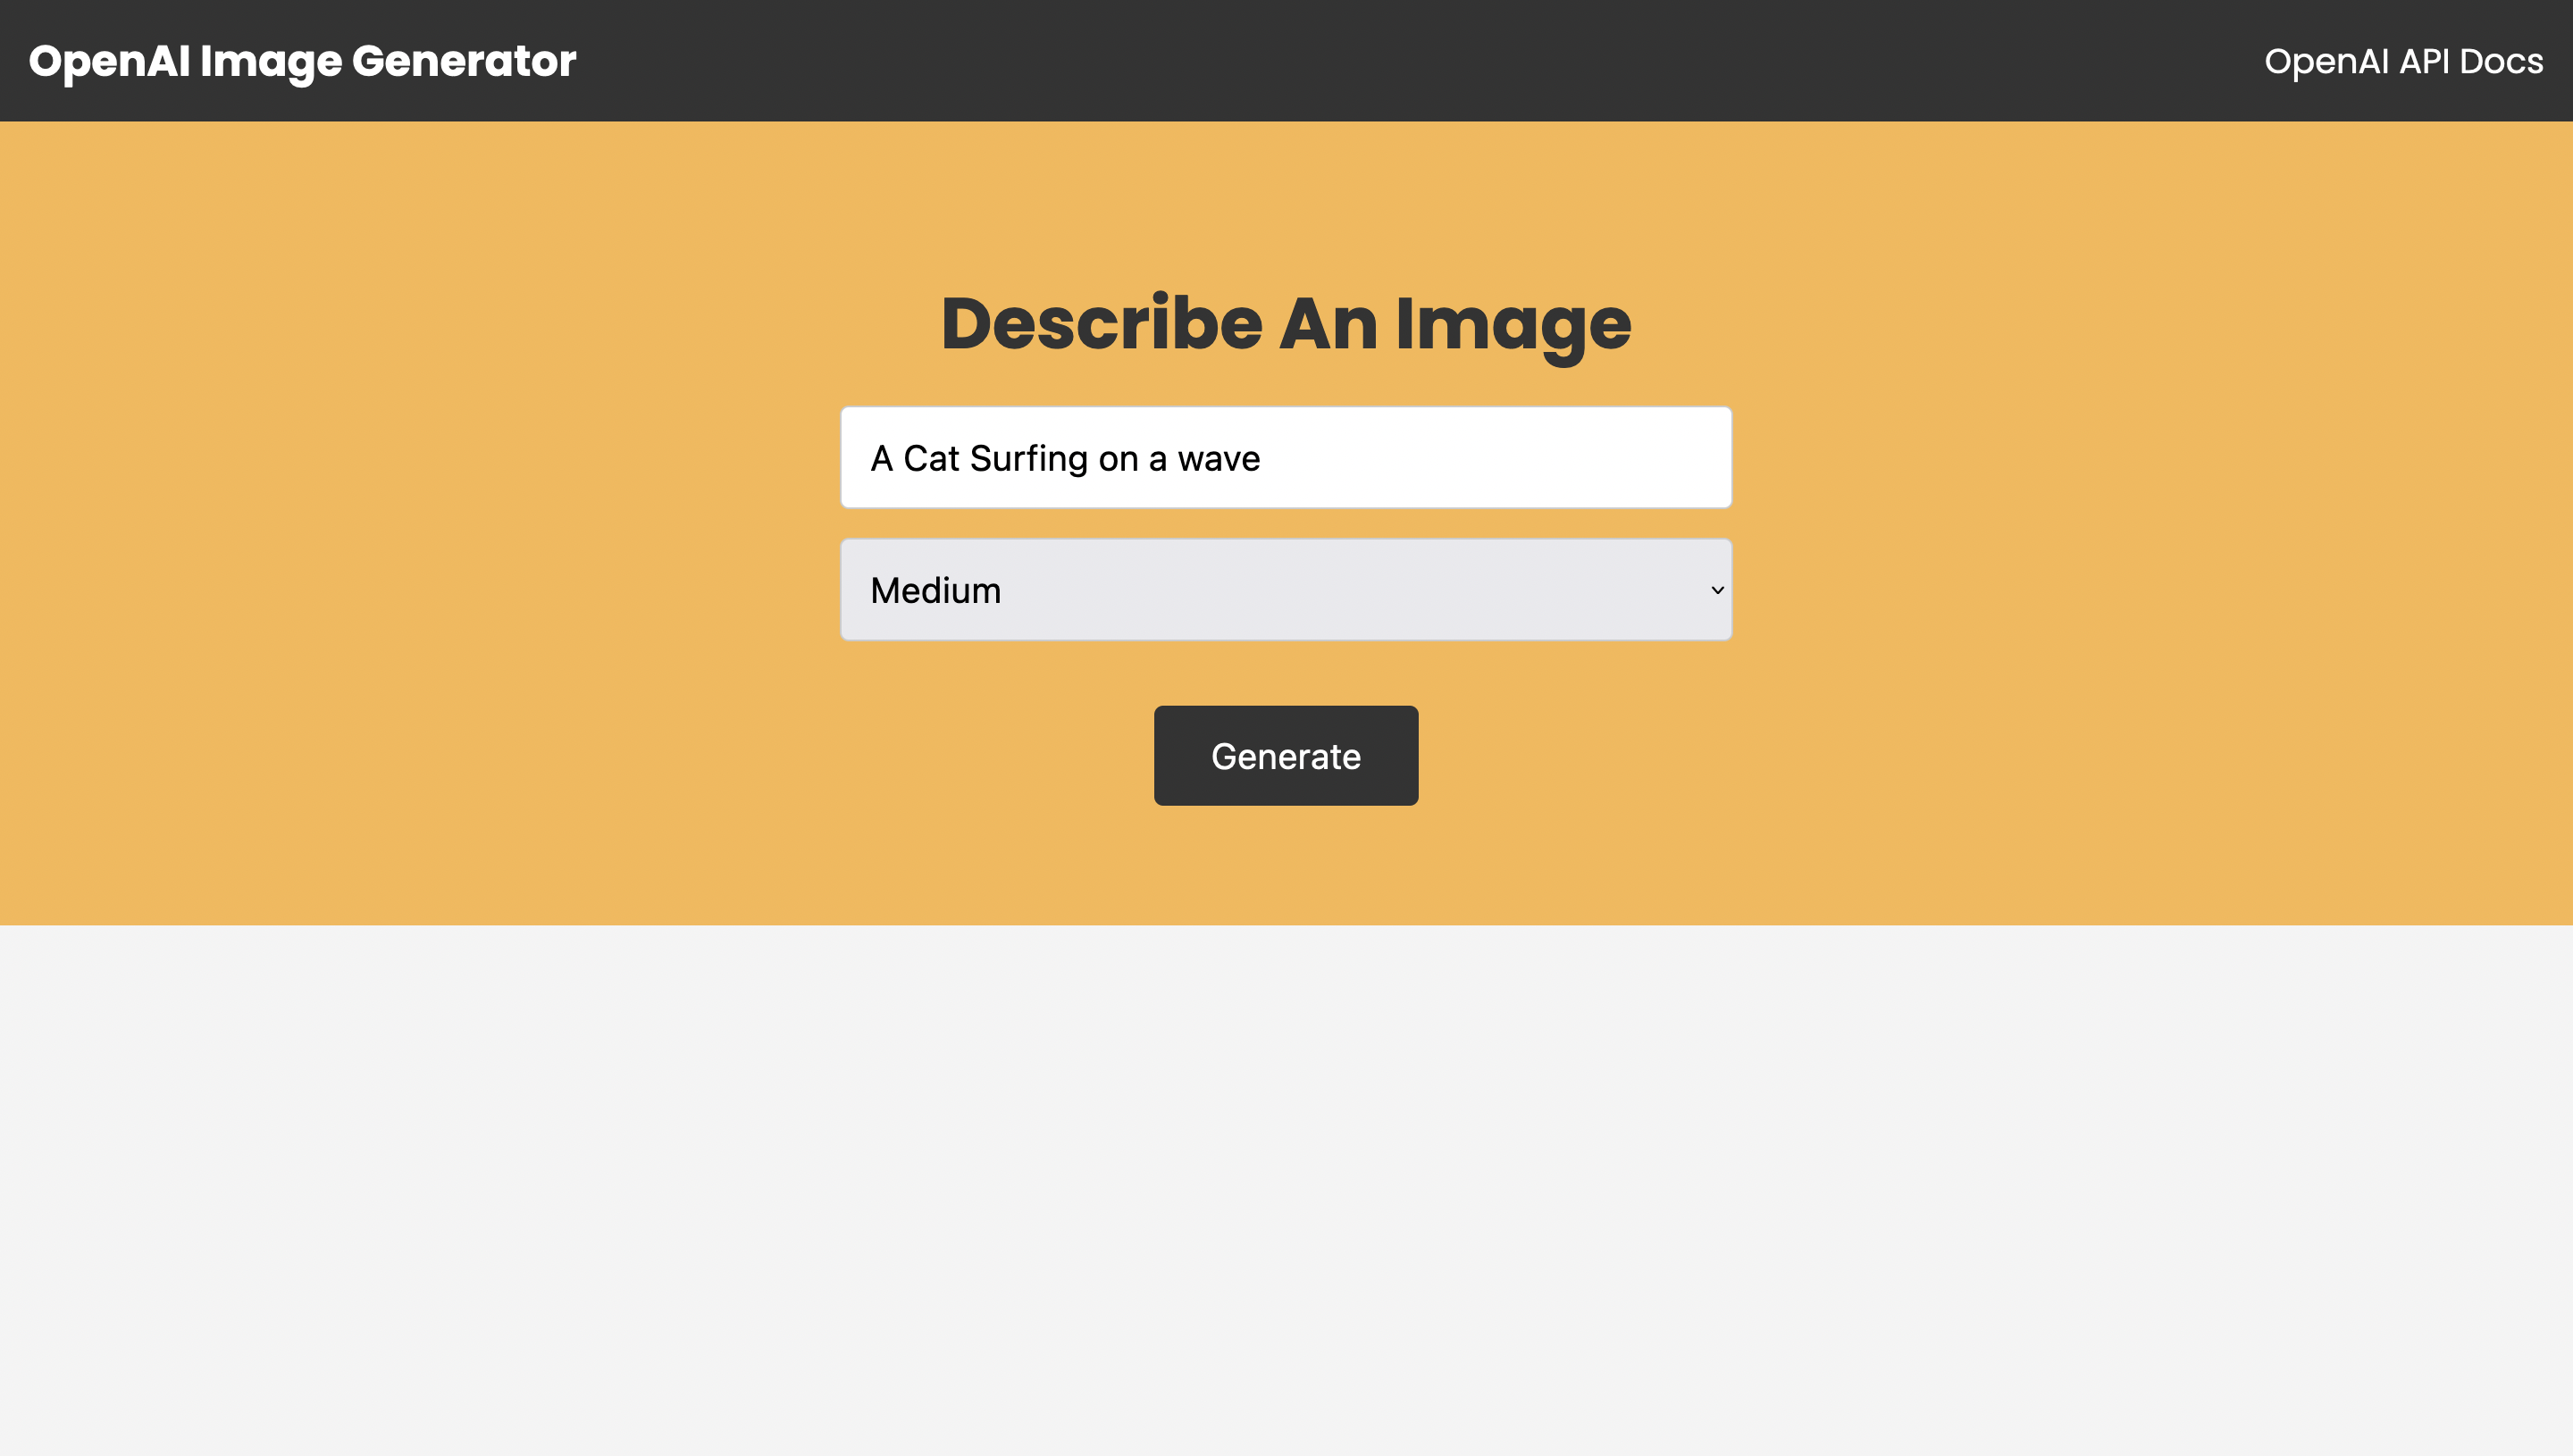 OpenAI Image Generator
OpenAI API Docs
Describe An Image
A Cat Surfing on a wave
Medium
Generate